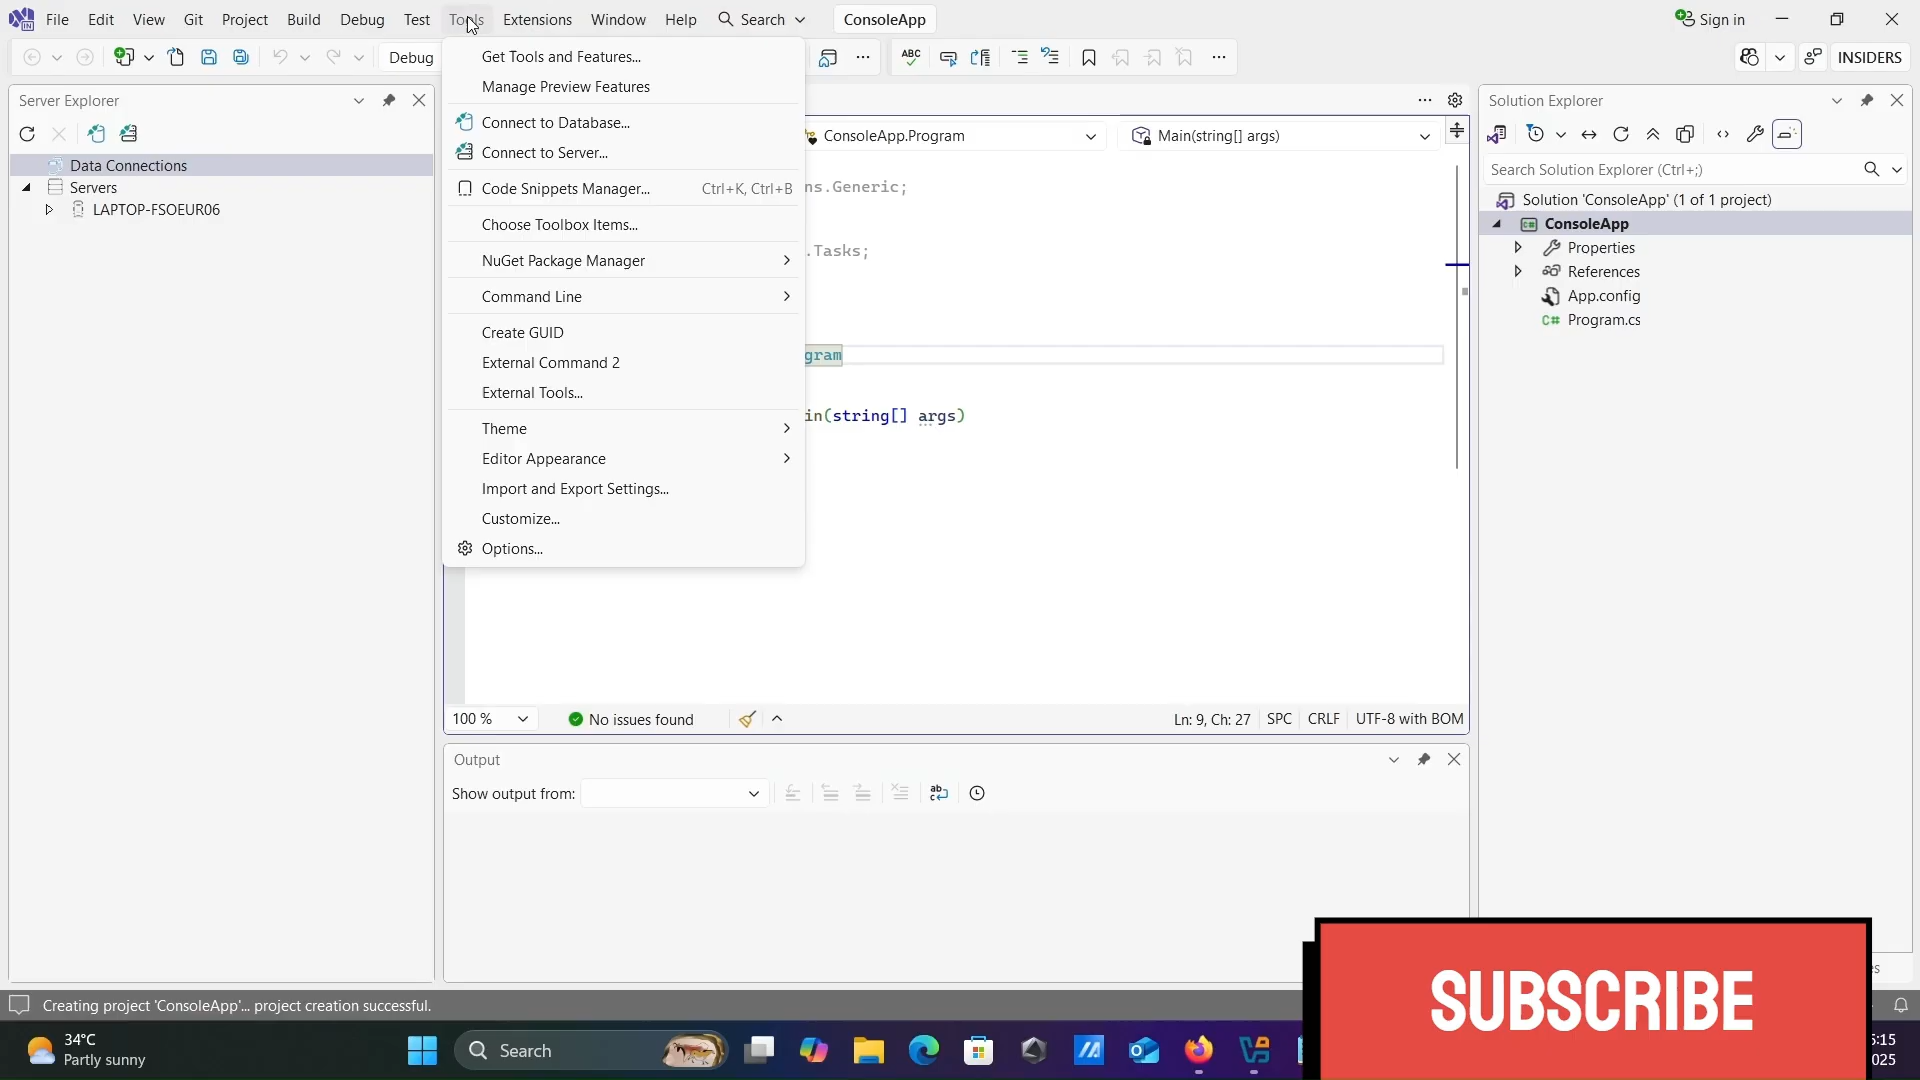 File Edit View Git Project Build Debug Test Tools Extensions Window Help Search ConsoleApp Sign in
Debug
INSIDERS
Server Explorer
Data Connections
Servers
LAPTOP-FSOEUR06
Get Tools and Features...
Manage Preview Features
Connect to Database...
Connect to Server...
Code Snippets Manager... Ctrl+K, Ctrl+B
Choose Toolbox Items...
NuGet Package Manager
Command Line
Create GUID
External Command 2
External Tools...
Theme
Editor Appearance
Import and Export Settings...
Customize...
Options...
ConsoleApp.Program Main(string[] args)
ns.Generic;
.Tasks;
gram
in(string[] args)
100 % No issues found Ln: 9, Ch: 27 SPC CRLF UTF-8 with BOM
Output
Show output from:
Solution Explorer
Search Solution Explorer (Ctrl+;)
Solution 'ConsoleApp' (1 of 1 project)
ConsoleApp
Properties
References
App.config
C# Program.cs
Creating project 'ConsoleApp'... project creation successful.
SUBSCRIBE
34°C
Partly sunny
Search
5:15
025